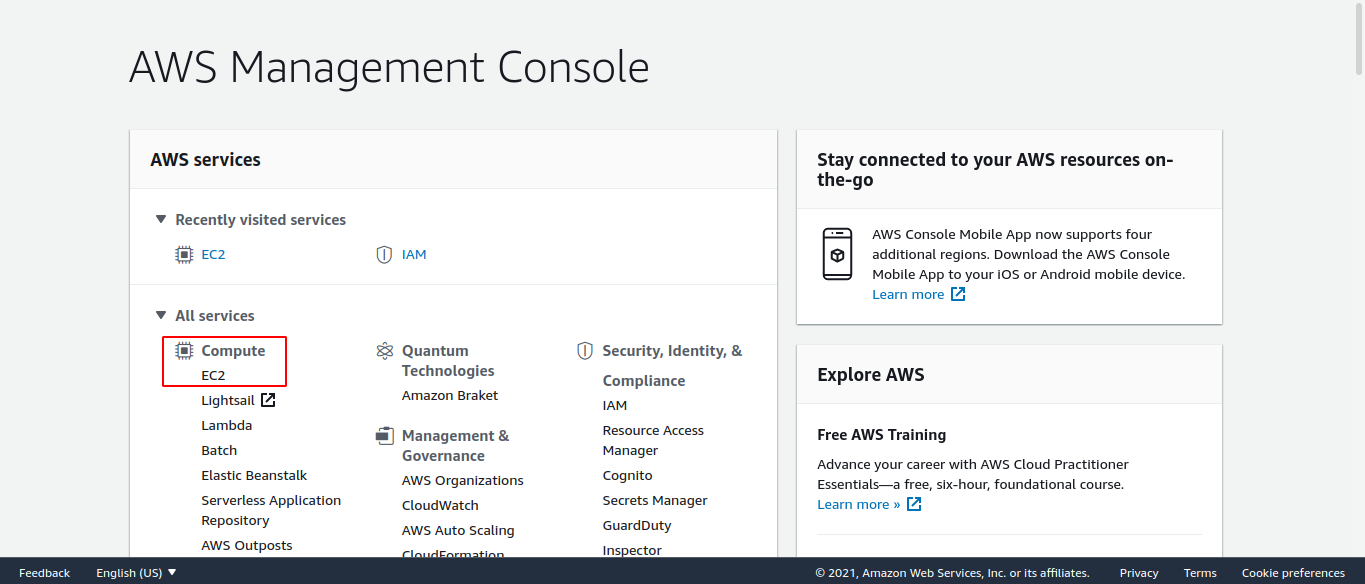 AWS Management Console
AWS services
Recently visited services
EC2
IAM
All services
Compute
EC2
Lightsail
Lambda
Batch
Elastic Beanstalk
Serverless Application
Repository
AWS Outposts
Quantum
Technologies
Amazon Braket
Management &
Governance
AWS Organizations
CloudWatch
AWS Auto Scaling
CloudFormation
Security, Identity, &
Compliance
IAM
Resource Access
Manager
Cognito
Secrets Manager
GuardDuty
Inspector
Stay connected to your AWS resources on-
the-go
AWS Console Mobile App now supports four
additional regions. Download the AWS Console
Mobile App to your iOS or Android mobile device.
Learn more
Explore AWS
Free AWS Training
Advance your career with AWS Cloud Practitioner
Essentials—a free, six-hour, foundational course.
Learn more »
Feedback
English (US)
© 2021, Amazon Web Services, Inc. or its affiliates.
Privacy
Terms
Cookie preferences